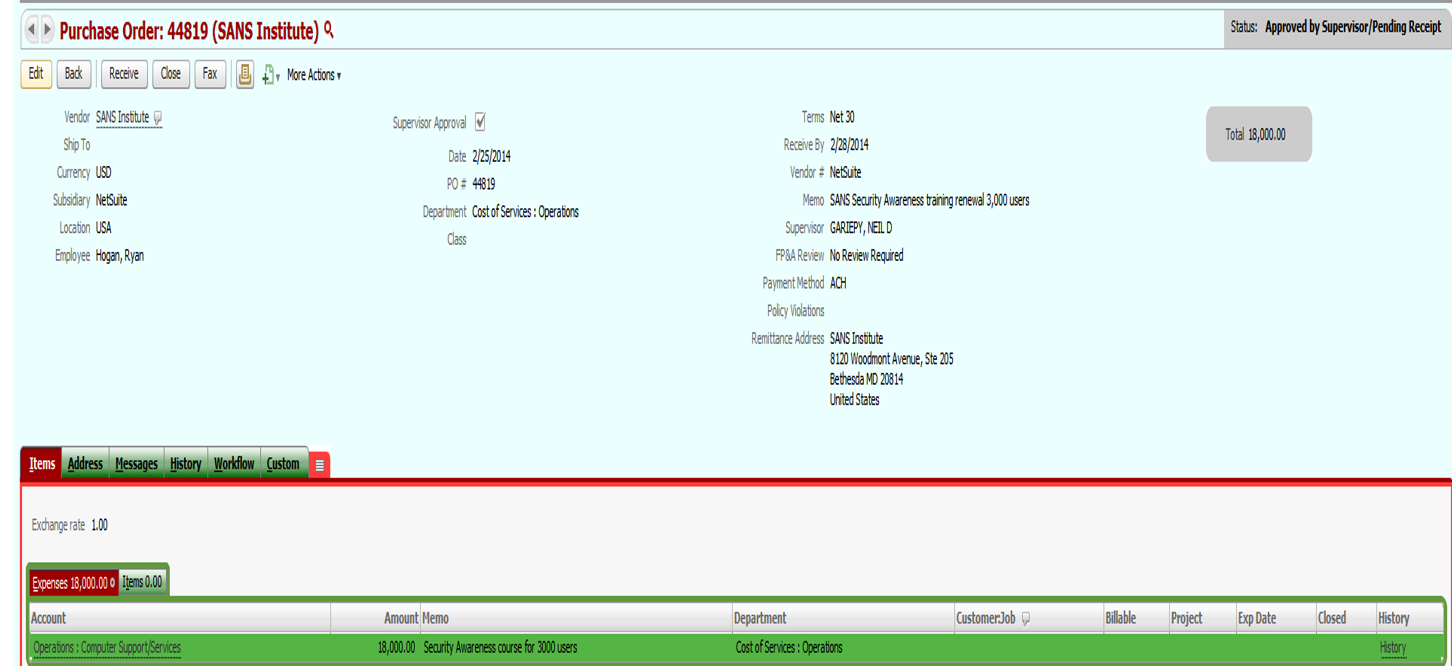 Purchase Order: 44819 (SANS Institute)
Status: Approved by Supervisor/Pending Receipt
Edit Back Receive Close Fax More Actions
Vendor SANS Institute
Ship To
Currency USD
Subsidiary NetSuite
Location USA
Employee Hogan, Ryan
Supervisor Approval
Date 2/25/2014
PO # 44819
Department Cost of Services : Operations
Class
Terms Net 30
Receive By 2/28/2014
Vendor # NetSuite
Memo SANS Security Awareness training renewal 3,000 users
Supervisor GARIEPY, NEIL D
FP&A Review No Review Required
Payment Method ACH
Policy Violations
Remittance Address SANS Institute
8120 Woodmont Avenue, Ste 205
Bethesda MD 20814
United States
Total 18,000.00
Items Address Messages History Workflow Custom
Exchange rate 1.00
Expenses 18,000.00 Items 0.00
Account Amount Memo Department Customer:Job Billable Project Exp Date Closed History
Operations : Computer Support/Services 18,000.00 Security Awareness course for 3000 users Cost of Services : Operations History